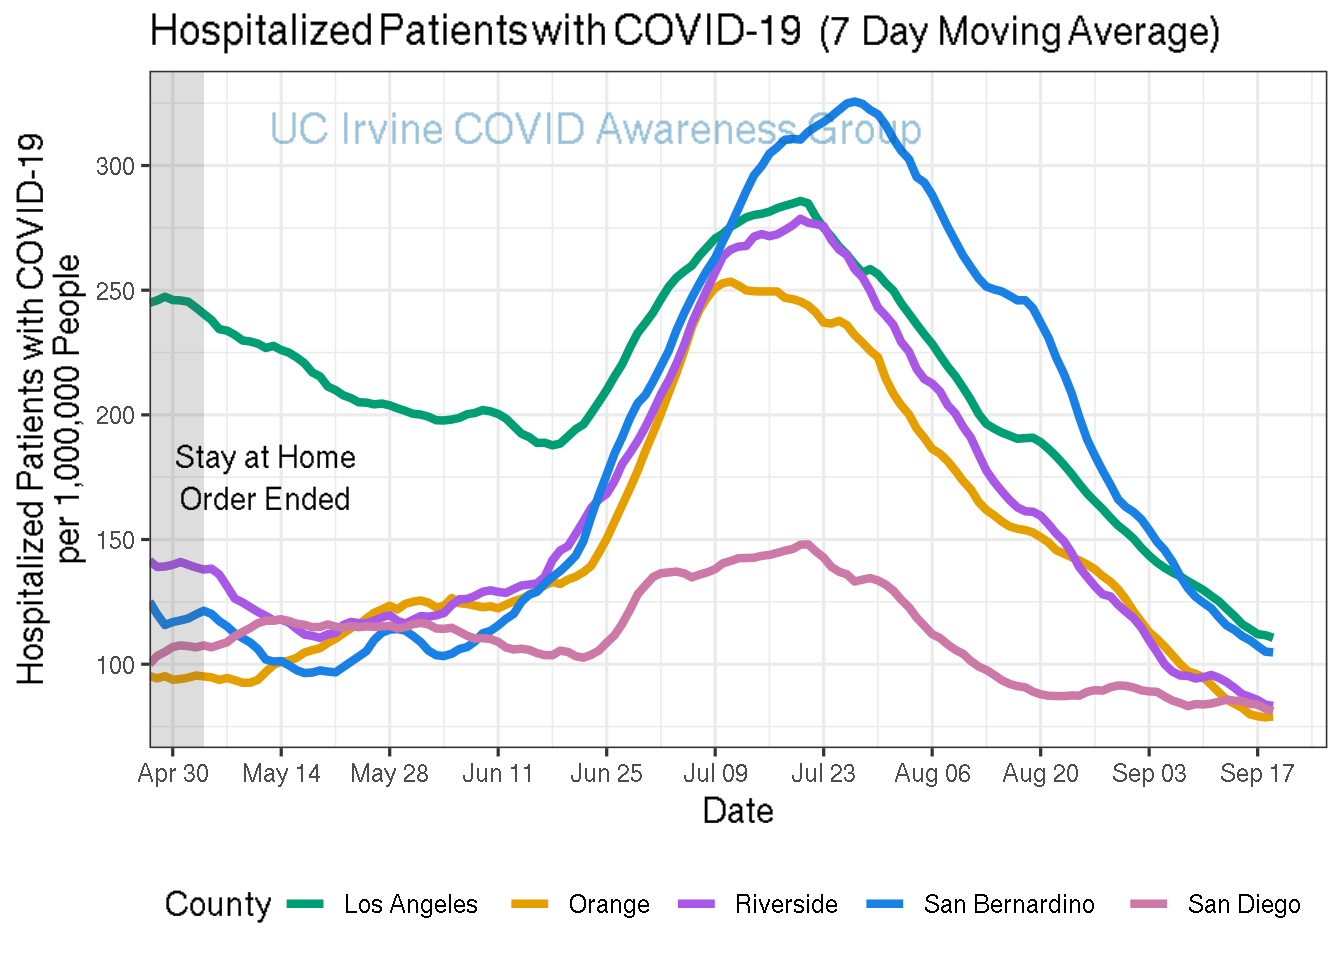 Hospitalized Patients with COVID-19 (7 Day Moving Average)
UC Irvine COVID Awareness Group
Hospitalized Patients with COVID-19
per 1,000,000 People
300
250
200
150
100
Stay at Home
Order Ended
Apr 30 May 14 May 28 Jun 11 Jun 25 Jul 09 Jul 23 Aug 06 Aug 20 Sep 03 Sep 17
Date
County Los Angeles Orange Riverside San Bernardino San Diego